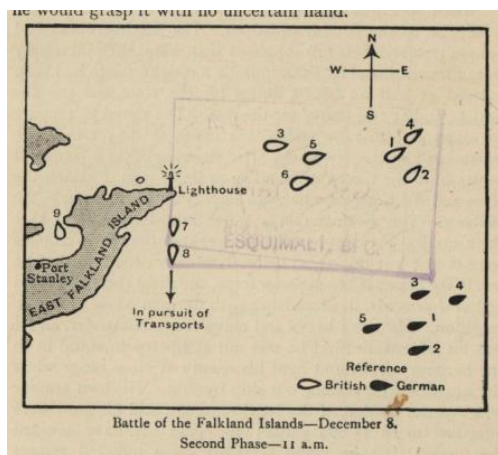 he would grasp it with no uncertain hand.
N
W
E
S
4
3
5
1
6
2
Lighthouse
9
7
8
ESQUIMALT, B. C.
Port
Stanley
EAST FALKLAND ISLAND
In pursuit of
Transports
3
4
5
1
2
Reference
British
German
Battle of the Falkland Islands—December 8.
Second Phase—11 a.m.